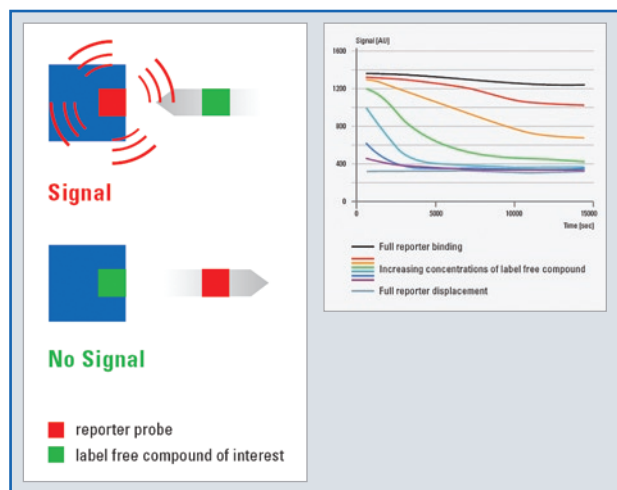 Signal
No Signal
reporter probe
label free compound of interest
Signal [AU]
1600
1200
800
400
0
0
5000
10000
15000
Time [sec]
Full reporter binding
Increasing concentrations of label free compound
Full reporter displacement